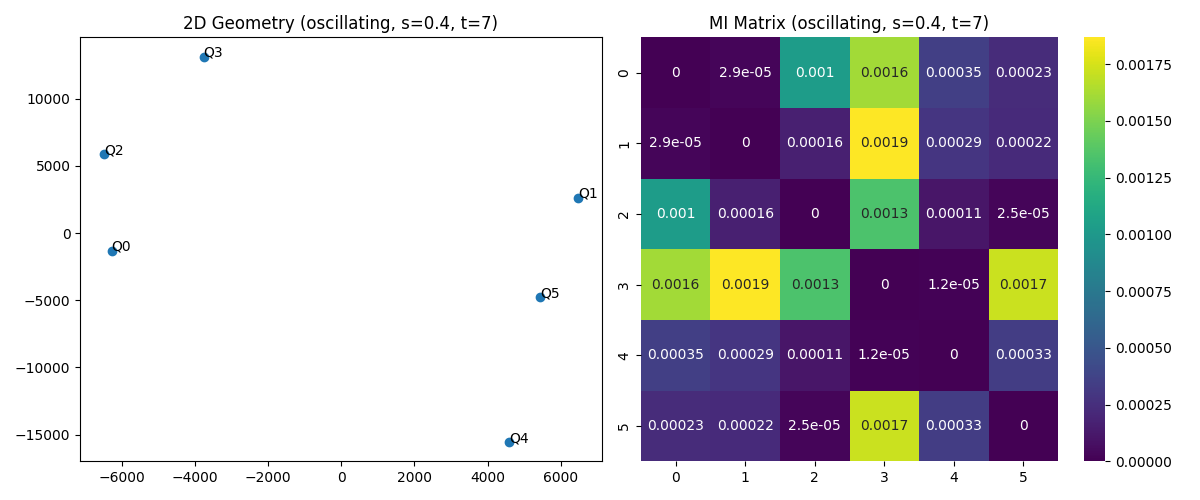 2D Geometry (oscillating, s=0.4, t=7)
Q3
Q2
Q1
Q0
Q5
Q4
10000
5000
0
−5000
−10000
−15000
−6000 −4000 −2000 0 2000 4000 6000
MI Matrix (oscillating, s=0.4, t=7)
0 0 2.9e-05 0.001 0.0016 0.00035 0.00023
1 2.9e-05 0 0.00016 0.0019 0.00029 0.00022
2 0.001 0.00016 0 0.0013 0.00011 2.5e-05
3 0.0016 0.0019 0.0013 0 1.2e-05 0.0017
4 0.00035 0.00029 0.00011 1.2e-05 0 0.00033
5 0.00023 0.00022 2.5e-05 0.0017 0.00033 0
0 1 2 3 4 5
0.00175
0.00150
0.00125
0.00100
0.00075
0.00050
0.00025
0.00000